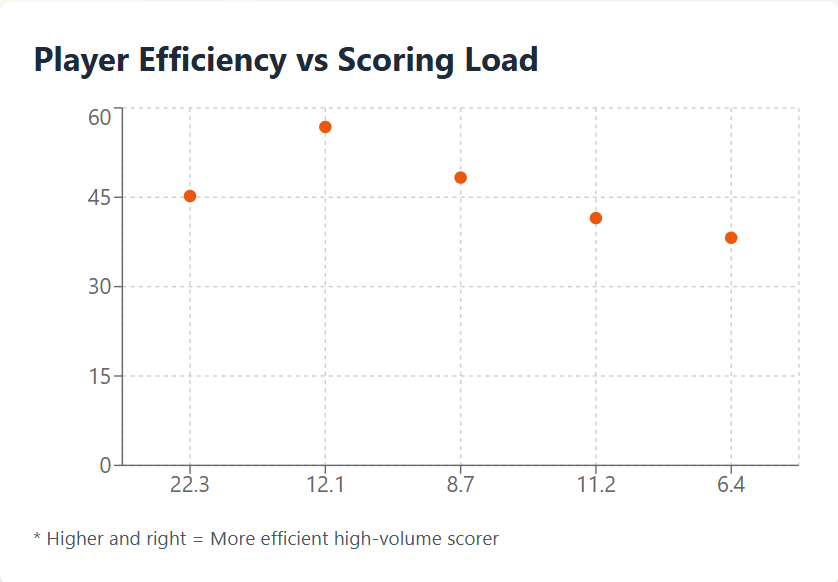 Player Efficiency vs Scoring Load
60
45
30
15
0
22.3 12.1 8.7 11.2 6.4
* Higher and right = More efficient high-volume scorer